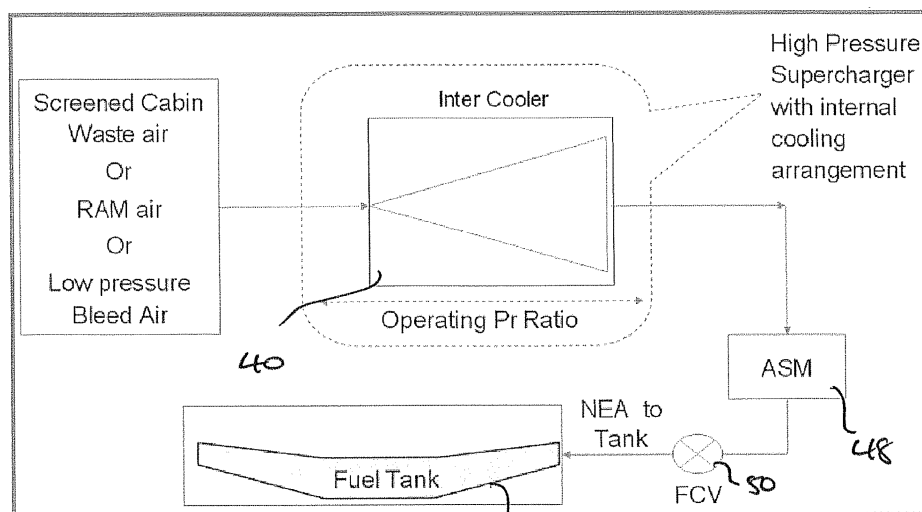 Screened Cabin
Waste air
Or
RAM air
Or
Low pressure
Bleed Air
Inter Cooler
Operating Pr Ratio
High Pressure
Supercharger
with internal
cooling
arrangement
40
ASM
48
NEA to
Tank
FCV
50
Fuel Tank